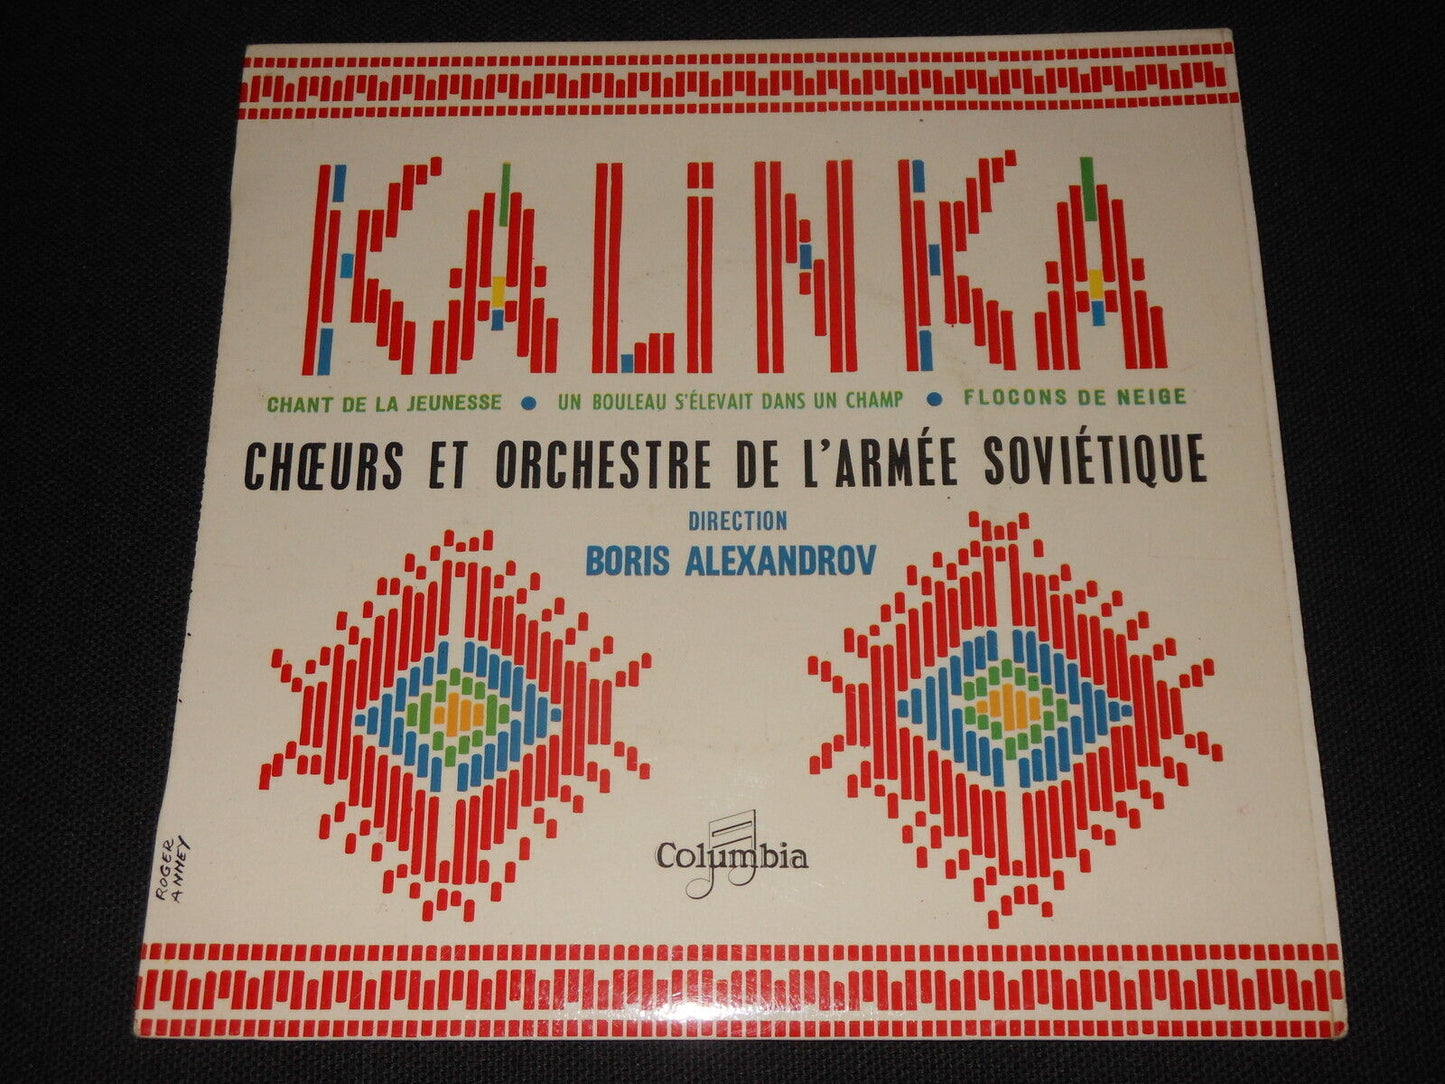 KALiNKA
CHANT DE LA JEUNESSE ● UN BOULEAU S'ÉLEVAIT DANS UN CHAMP ● FLOCONS DE NEIGE
CHŒURS ET ORCHESTRE DE L'ARMÉE SOVIÉTIQUE
DIRECTION
BORIS ALEXANDROV
Columbia
ROGER
ANNEY